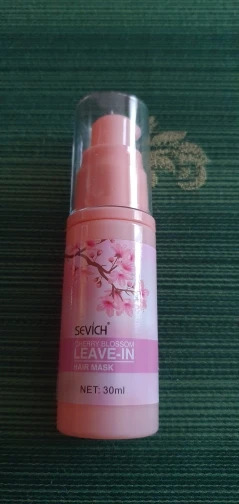 SEVICH®
CHERRY BLOSSOM
LEAVE-IN
HAIR MASK
NET: 30ml